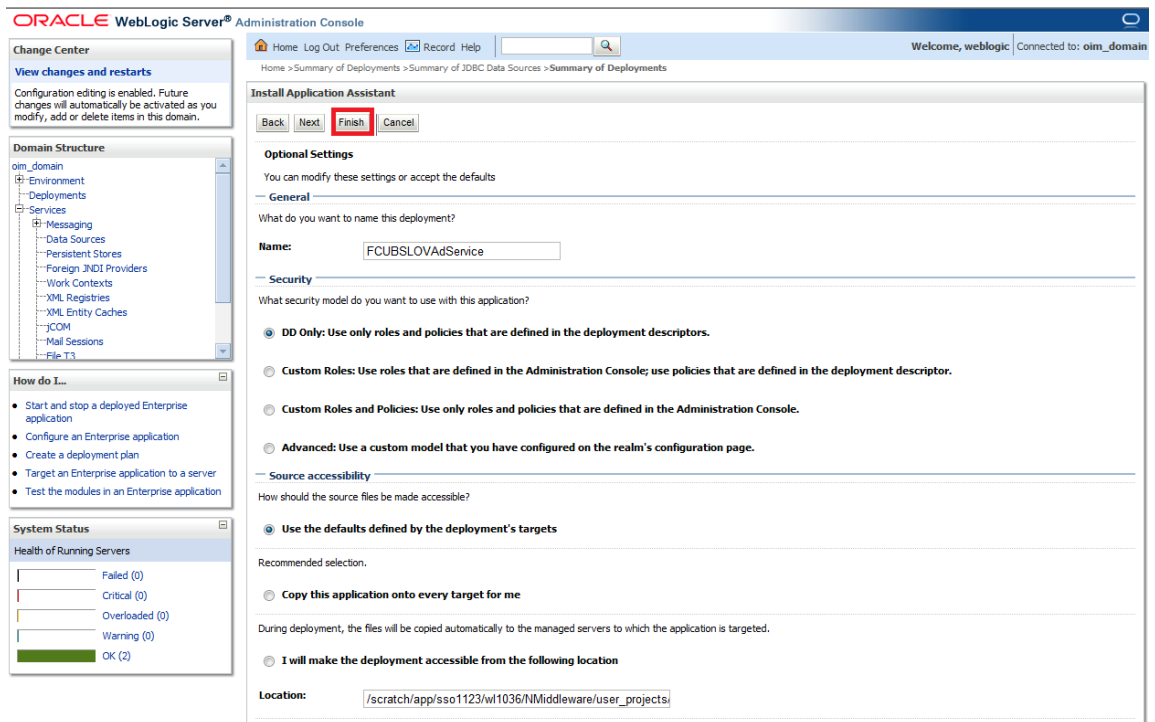 ORACLE WebLogic Server® Administration Console
Change Center
View changes and restarts
Configuration editing is enabled. Future
changes will automatically be activated as you
modify, add or delete items in this domain.
Domain Structure
oim_domain
Environment
Deployments
Services
Messaging
Data Sources
Persistent Stores
Foreign JNDI Providers
Work Contexts
XML Registries
XML Entity Caches
jCOM
Mail Sessions
File T3
How do I...
Start and stop a deployed Enterprise
application
Configure an Enterprise application
Create a deployment plan
Target an Enterprise application to a server
Test the modules in an Enterprise application
System Status
Health of Running Servers
Failed (0)
Critical (0)
Overloaded (0)
Warning (0)
OK (2)
Home Log Out Preferences Record Help
Welcome, weblogic Connected to: oim_domain
Home >Summary of Deployments >Summary of JDBC Data Sources >Summary of Deployments
Install Application Assistant
Back Next Finish Cancel
Optional Settings
You can modify these settings or accept the defaults
General
What do you want to name this deployment?
Name: FCUBSLOVAdService
Security
What security model do you want to use with this application?
DD Only: Use only roles and policies that are defined in the deployment descriptors.
Custom Roles: Use roles that are defined in the Administration Console; use policies that are defined in the deployment descriptor.
Custom Roles and Policies: Use only roles and policies that are defined in the Administration Console.
Advanced: Use a custom model that you have configured on the realm's configuration page.
Source accessibility
How should the source files be made accessible?
Use the defaults defined by the deployment's targets
Recommended selection.
Copy this application onto every target for me
During deployment, the files will be copied automatically to the managed servers to which the application is targeted.
I will make the deployment accessible from the following location
Location: /scratch/app/sso1123/wl1036/NMiddleware/user_projects/